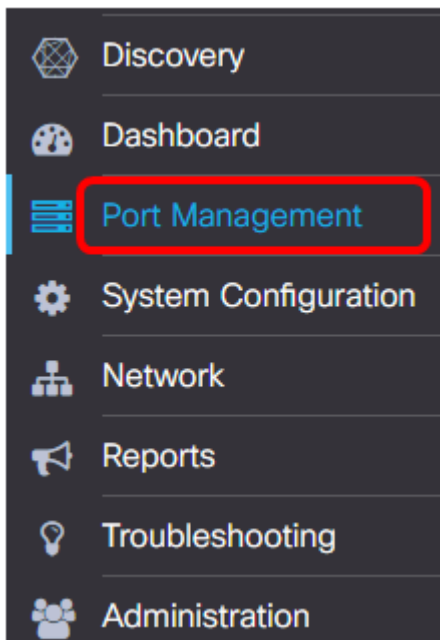 Discovery
Dashboard
Port Management
System Configuration
Network
Reports
Troubleshooting
Administration